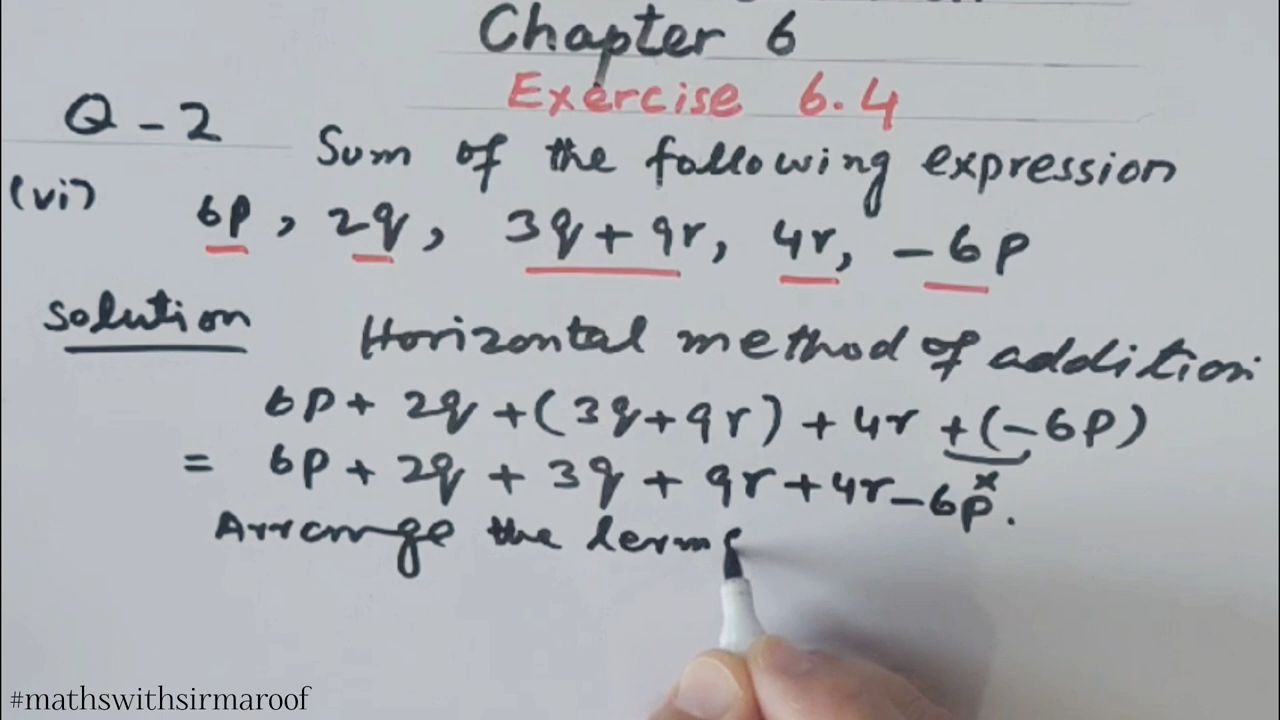 Chapter 6
Exercise 6.4
Q-2 Sum of the following expression
(vi) 6p, 2q, 3q + 9r, 4r, -6p
solution Horizontal method of addition
6p + 2q + (3q + 9r) + 4r + (-6p)
= 6p + 2q + 3q + 9r + 4r - 6p.
Arrange the terms
#mathswithsirmaroof